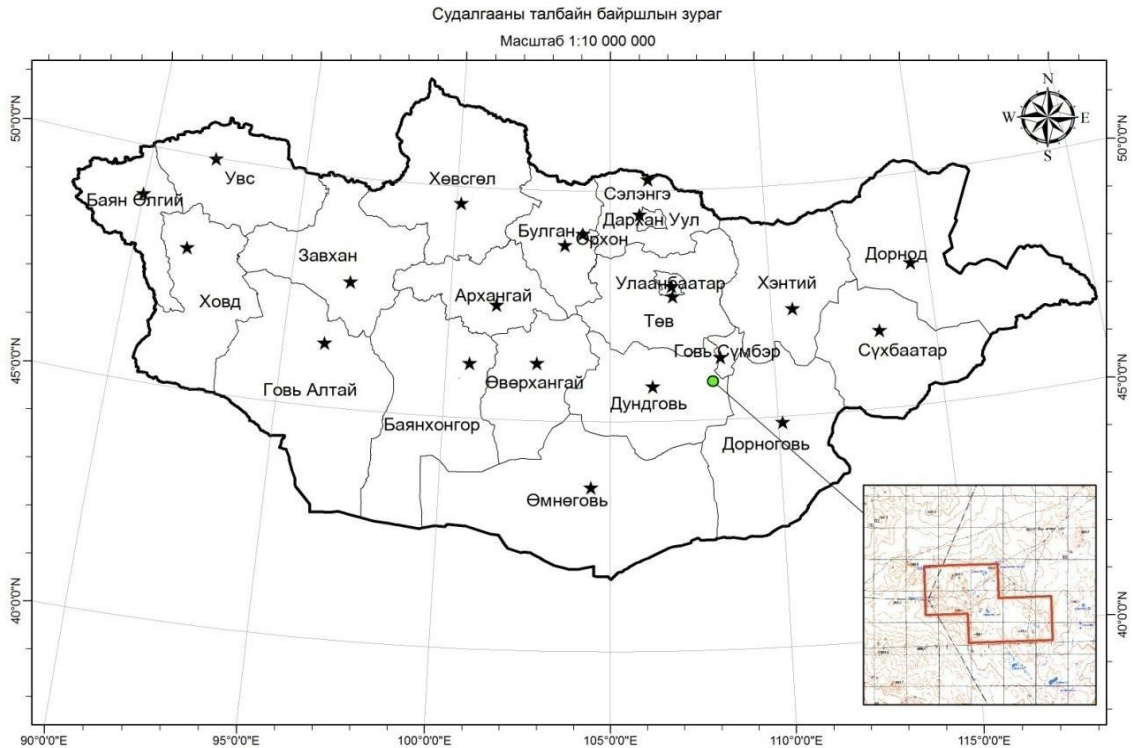 Судалгааны талбайн байршлын зураг
Масштаб 1:10 000 000
N
W E
S
50°0'0"N
50°0'0"N
45°0'0"N
45°0'0"N
40°0'0"N
40°0'0"N
Баян Өлгий
Увс
Хөвсгөл
Сэлэнгэ
Дархан Уул
Булган
Орхон
Дорнод
Завхан
Улаанбаатар
Хэнтий
Ховд
Архангай
Төв
Говь Сүмбэр
Сүхбаатар
Говь Алтай
Өвөрхангай
Дундговь
Баянхонгор
Дорноговь
Өмнөговь
90°0'0"E
95°0'0"E
100°0'0"E
105°0'0"E
110°0'0"E
115°0'0"E